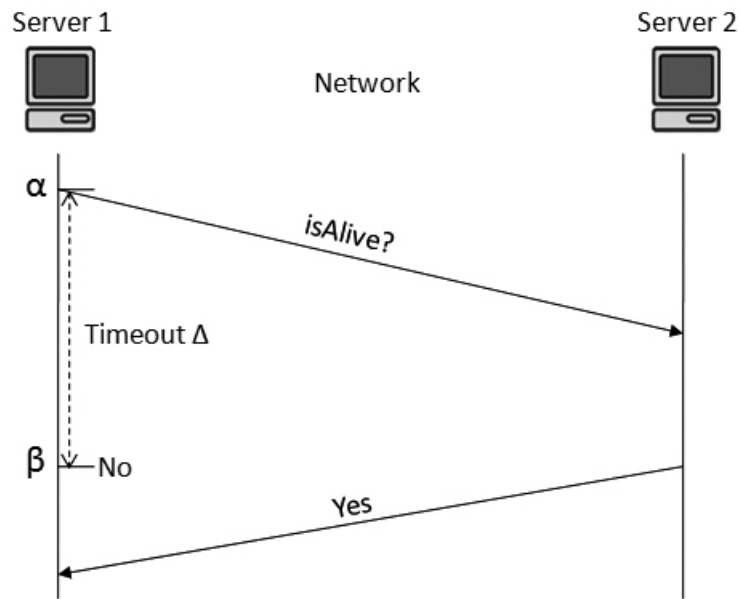 Server 1
Server 2
Network
α
isAlive?
Timeout Δ
β
No
Yes